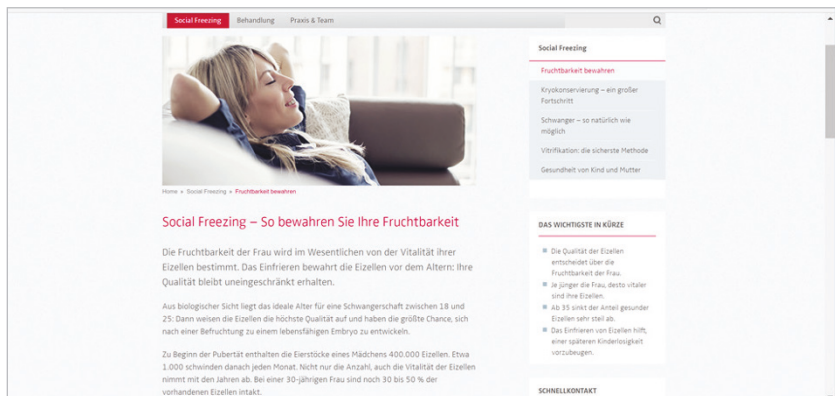 Social Freezing Behandlung Praxis & Team
Home » Social Freezing » Fruchtbarkeit bewahren
Social Freezing – So bewahren Sie Ihre Fruchtbarkeit
Die Fruchtbarkeit der Frau wird im Wesentlichen von der Vitalität ihrer
Eizellen bestimmt. Das Einfrieren bewahrt die Eizellen vor dem Altern: Ihre
Qualität bleibt uneingeschränkt erhalten.
Aus biologischer Sicht liegt das ideale Alter für eine Schwangerschaft zwischen 18 und
25: Dann weisen die Eizellen die höchste Qualität auf und haben die größte Chance, sich
nach einer Befruchtung zu einem lebensfähigen Embryo zu entwickeln.
Zu Beginn der Pubertät enthalten die Eierstöcke eines Mädchens 400.000 Eizellen. Etwa
1.000 schwinden danach jeden Monat. Nicht nur die Anzahl, auch die Vitalität der Eizellen
nimmt mit den Jahren ab. Bei einer 30-jährigen Frau sind noch 30 bis 50 % der
vorhandenen Eizellen intakt.
Social Freezing
Fruchtbarkeit bewahren
Kryokonservierung – ein großer
Fortschritt
Schwanger – so natürlich wie
möglich
Vitrifikation: die sicherste Methode
Gesundheit von Kind und Mutter
DAS WICHTIGSTE IN KÜRZE
Die Qualität der Eizellen
entscheidet über die
Fruchtbarkeit der Frau.
Je jünger die Frau, desto vitaler
sind ihre Eizellen.
Ab 35 sinkt der Anteil gesunder
Eizellen sehr steil ab.
Das Einfrieren von Eizellen hilft,
einer späteren Kinderlosigkeit
vorzubeugen.
SCHNELLKONTAKT